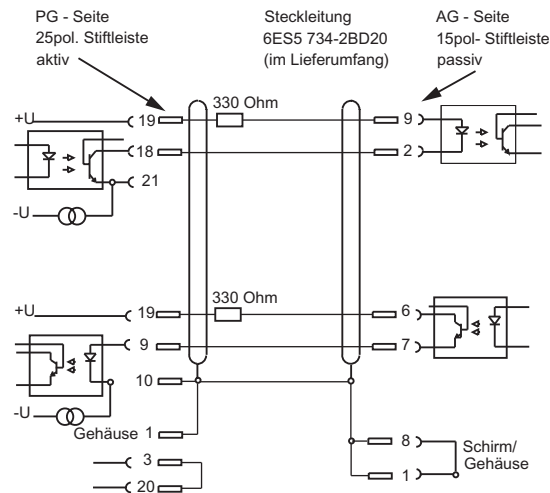 PG - Seite
25pol. Stiftleiste
aktiv
Steckleitung
6ES5 734-2BD20
(im Lieferumfang)
AG - Seite
15pol- Stiftleiste
passiv
330 Ohm
+U
19
9
18
2
21
-U
330 Ohm
+U
19
6
9
7
10
-U
Gehäuse 1
8
3
Schirm/
Gehäuse
1
20